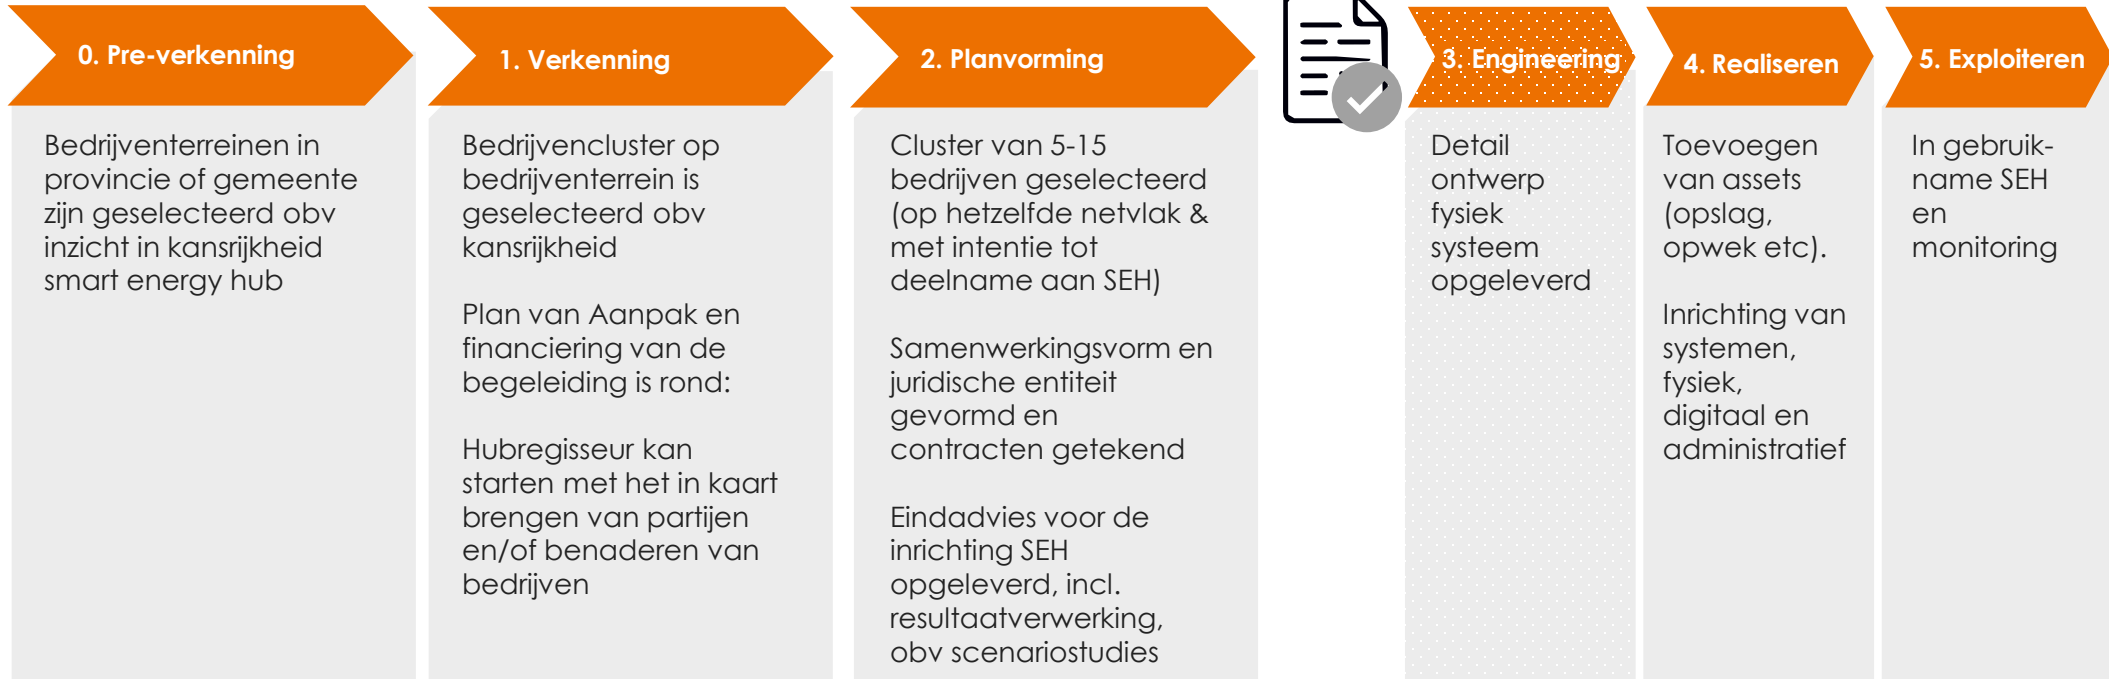 0. Pre-verkenning
Bedrijventerreinen in
provincie of gemeente
zijn geselecteerd obv
inzicht in kansrijkheid
smart energy hub
1. Verkenning
Bedrijvencluster op
bedrijventerrein is
geselecteerd obv
kansrijkheid
Plan van Aanpak en
financiering van de
begeleiding is rond:
Hubregisseur kan
starten met het in kaart
brengen van partijen
en/of benaderen van
bedrijven
2. Planvorming
Cluster van 5-15
bedrijven geselecteerd
(op hetzelfde netvlak &
met intentie tot
deelname aan SEH)
Samenwerkingsvorm en
juridische entiteit
gevormd en
contracten getekend
Eindadvies voor de
inrichting SEH
opgeleverd, incl.
resultaatverwerking,
obv scenariostudies
3. Engineering
Detail
ontwerp
fysiek
systeem
opgeleverd
4. Realiseren
Toevoegen
van assets
(opslag,
opwek etc).
Inrichting van
systemen,
fysiek,
digitaal en
administratief
5. Exploiteren
In gebruik-
name SEH
en
monitoring